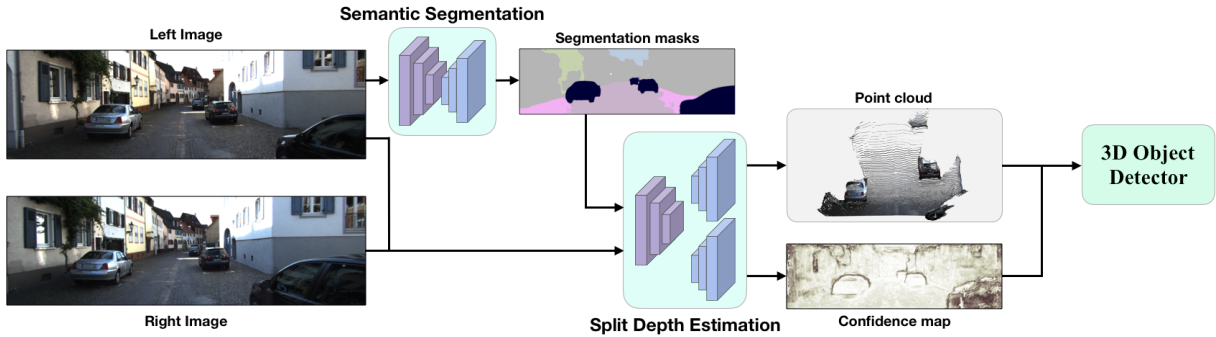 Semantic Segmentation
Left Image
Segmentation masks
Point cloud
3D Object
Detector
Right Image
Split Depth Estimation
Confidence map